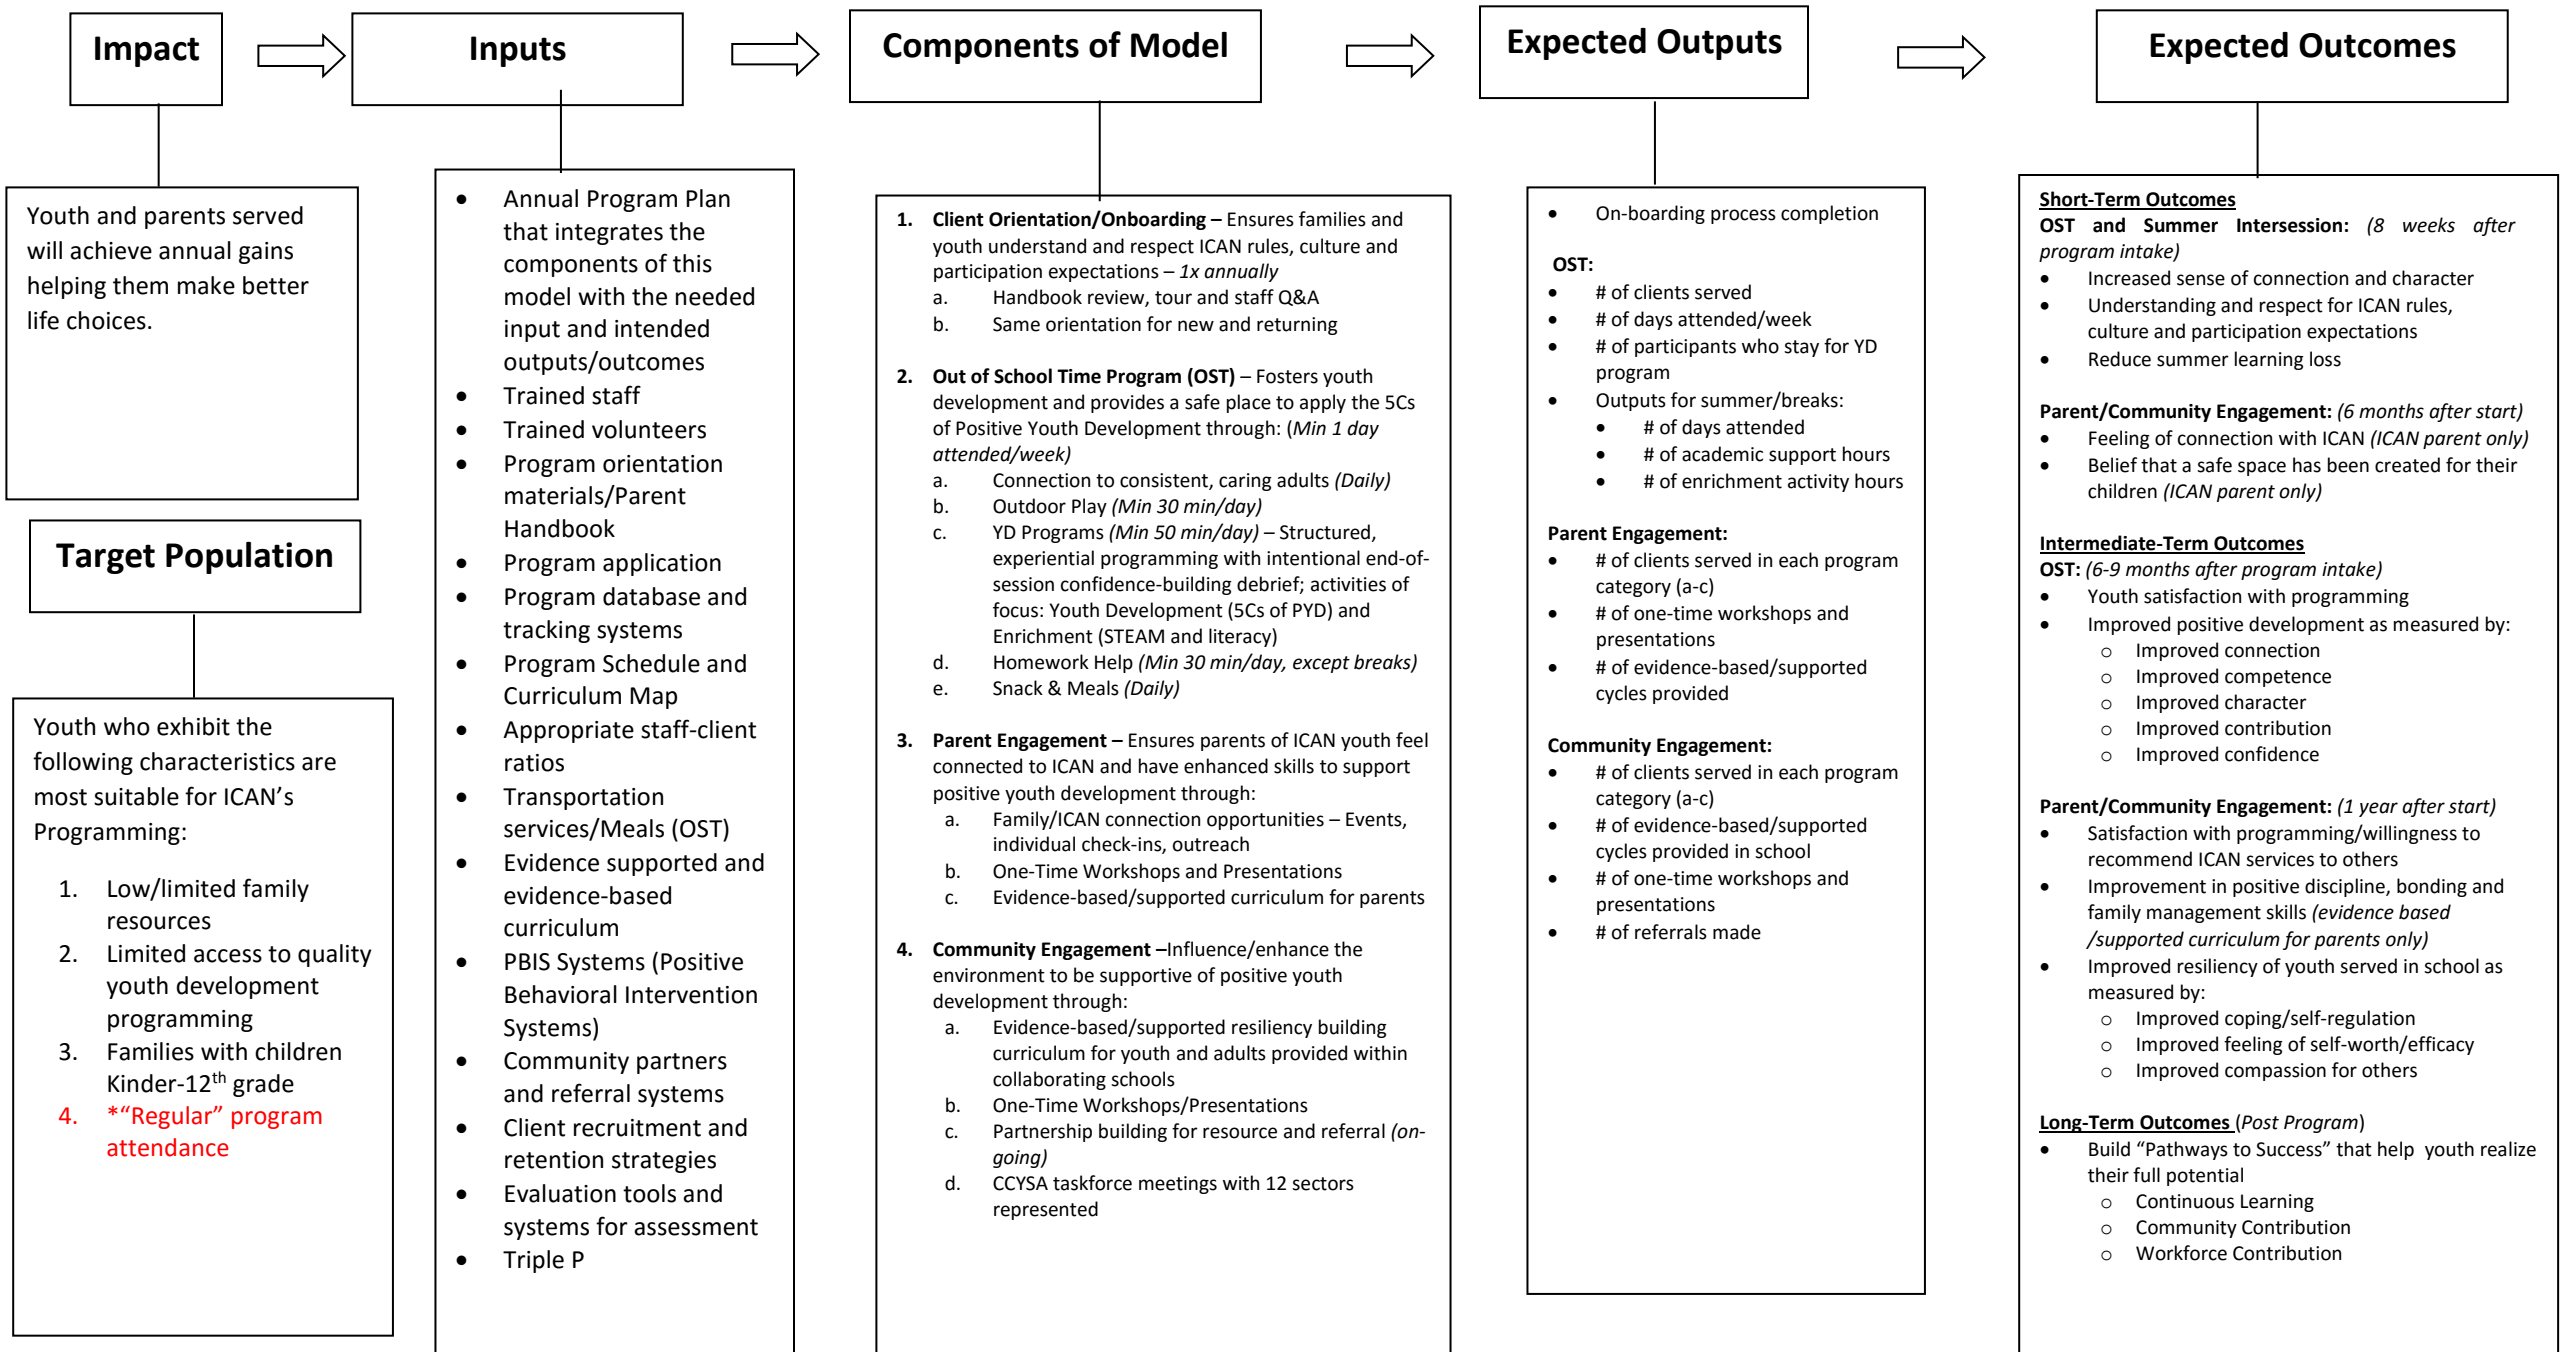 Impact
Inputs
Components of Model
Expected Outputs
Expected Outcomes
Youth and parents served
will achieve annual gains
helping them make better
life choices.
Target Population
Youth who exhibit the
following characteristics are
most suitable for ICAN’s
Programming:
1. Low/limited family
resources
2. Limited access to quality
youth development
programming
3. Families with children
Kinder-12th grade
4. *“Regular” program
attendance
• Annual Program Plan
that integrates the
components of this
model with the needed
input and intended
outputs/outcomes
• Trained staff
• Trained volunteers
• Program orientation
materials/Parent
Handbook
• Program application
• Program database and
tracking systems
• Program Schedule and
Curriculum Map
• Appropriate staff-client
ratios
• Transportation
services/Meals (OST)
• Evidence supported and
evidence-based
curriculum
• PBIS Systems (Positive
Behavioral Intervention
Systems)
• Community partners
and referral systems
• Client recruitment and
retention strategies
• Evaluation tools and
systems for assessment
• Triple P
1. Client Orientation/Onboarding – Ensures families and
youth understand and respect ICAN rules, culture and
participation expectations – 1x annually
a. Handbook review, tour and staff Q&A
b. Same orientation for new and returning
2. Out of School Time Program (OST) – Fosters youth
development and provides a safe place to apply the 5Cs
of Positive Youth Development through: (Min 1 day
attended/week)
a. Connection to consistent, caring adults (Daily)
b. Outdoor Play (Min 30 min/day)
c. YD Programs (Min 50 min/day) – Structured,
experiential programming with intentional end-of-
session confidence-building debrief; activities of
focus: Youth Development (5Cs of PYD) and
Enrichment (STEAM and literacy)
d. Homework Help (Min 30 min/day, except breaks)
e. Snack & Meals (Daily)
3. Parent Engagement – Ensures parents of ICAN youth feel
connected to ICAN and have enhanced skills to support
positive youth development through:
a. Family/ICAN connection opportunities – Events,
individual check-ins, outreach
b. One-Time Workshops and Presentations
c. Evidence-based/supported curriculum for parents
4. Community Engagement –Influence/enhance the
environment to be supportive of positive youth
development through:
a. Evidence-based/supported resiliency building
curriculum for youth and adults provided within
collaborating schools
b. One-Time Workshops/Presentations
c. Partnership building for resource and referral (on-
going)
d. CCYSA taskforce meetings with 12 sectors
represented
• On-boarding process completion
OST:
• # of clients served
• # of days attended/week
• # of participants who stay for YD
program
• Outputs for summer/breaks:
• # of days attended
• # of academic support hours
• # of enrichment activity hours
Parent Engagement:
• # of clients served in each program
category (a-c)
• # of one-time workshops and
presentations
• # of evidence-based/supported
cycles provided
Community Engagement:
• # of clients served in each program
category (a-c)
• # of evidence-based/supported
cycles provided in school
• # of one-time workshops and
presentations
• # of referrals made
Short-Term Outcomes
OST and Summer Intersession: (8 weeks after
program intake)
• Increased sense of connection and character
• Understanding and respect for ICAN rules,
culture and participation expectations
• Reduce summer learning loss
Parent/Community Engagement: (6 months after start)
• Feeling of connection with ICAN (ICAN parent only)
• Belief that a safe space has been created for their
children (ICAN parent only)
Intermediate-Term Outcomes
OST: (6-9 months after program intake)
• Youth satisfaction with programming
• Improved positive development as measured by:
o Improved connection
o Improved competence
o Improved character
o Improved contribution
o Improved confidence
Parent/Community Engagement: (1 year after start)
• Satisfaction with programming/willingness to
recommend ICAN services to others
• Improvement in positive discipline, bonding and
family management skills (evidence based
/supported curriculum for parents only)
• Improved resiliency of youth served in school as
measured by:
o Improved coping/self-regulation
o Improved feeling of self-worth/efficacy
o Improved compassion for others
Long-Term Outcomes (Post Program)
• Build “Pathways to Success” that help youth realize
their full potential
o Continuous Learning
o Community Contribution
o Workforce Contribution